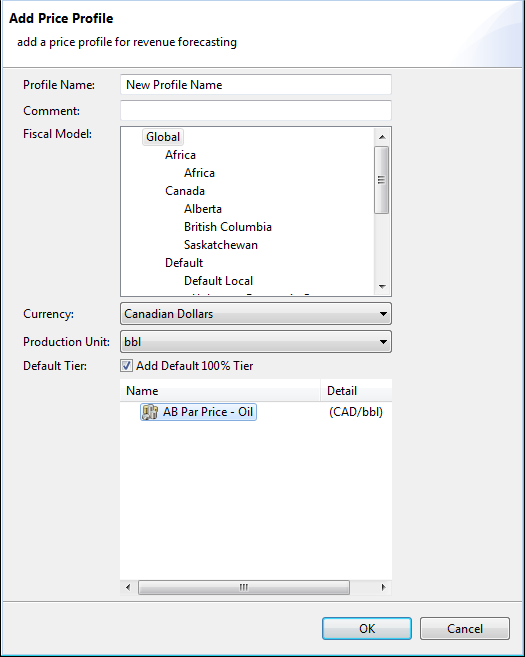 Add Price Profile
add a price profile for revenue forecasting
Profile Name: New Profile Name
Comment:
Fiscal Model: Global
Africa
Africa
Canada
Alberta
British Columbia
Saskatchewan
Default
Default Local
Currency: Canadian Dollars
Production Unit: bbl
Default Tier: Add Default 100% Tier
Name Detail
AB Par Price - Oil (CAD/bbl)
OK Cancel